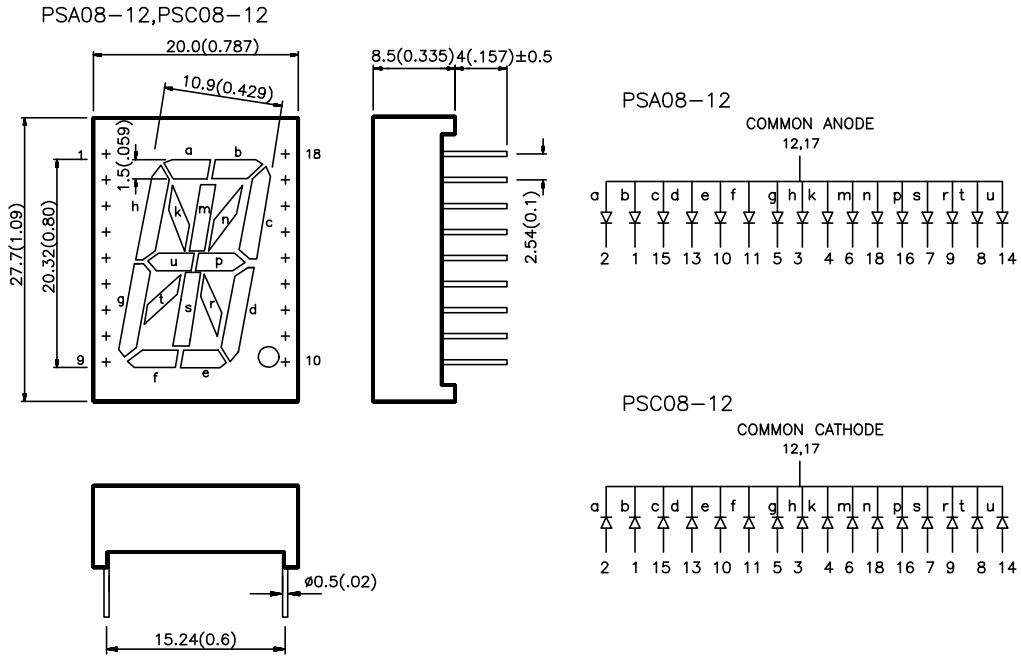 PSA08-12,PSC08-12
20.0(0.787)
10.9(0.429)
1.5(.059)
27.7(1.09)
20.32(0.80)
1
18
9
10
a
b
h
k
m
n
c
u
p
g
t
s
r
d
f
e
8.5(0.335)
4(.157)±0.5
2.54(0.1)
ø0.5(.02)
15.24(0.6)
PSA08-12
COMMON ANODE
12,17
a b c d e f g h k m n p s r t u
2 1 15 13 10 11 5 3 4 6 18 16 7 9 8 14
PSC08-12
COMMON CATHODE
12,17
a b c d e f g h k m n p s r t u
2 1 15 13 10 11 5 3 4 6 18 16 7 9 8 14